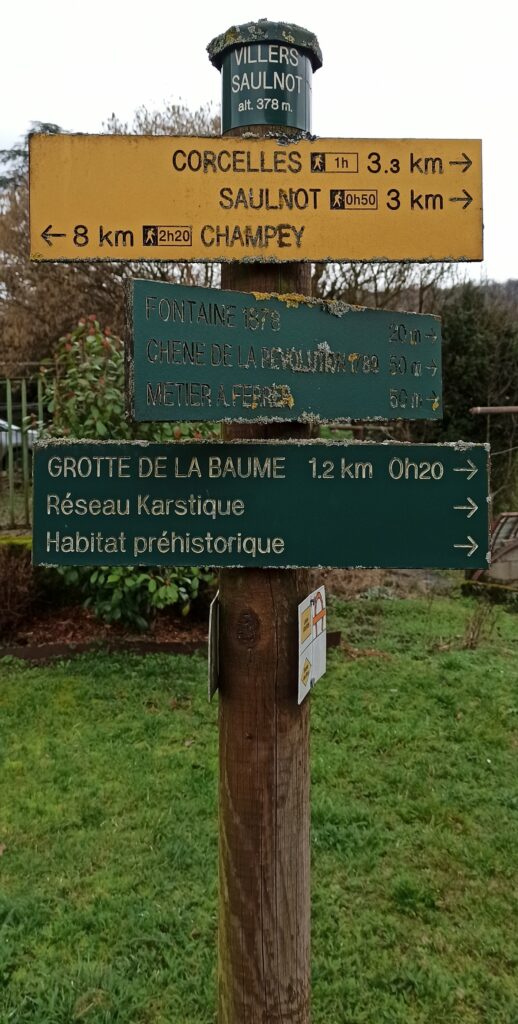 VILLERS
SAULNOT
alt. 378 m.
CORCELLES 1h 3.3 km →
SAULNOT 0h50 3 km →
← 8 km 2h20 CHAMPEY
FONTAINE 1878 20 m →
CHENE DE LA REVOLUTION 1789 m →
METIER A FERRER 50 m →
GROTTE DE LA BAUME 1.2 km 0h20 →
Réseau Karstique →
Habitat préhistorique →